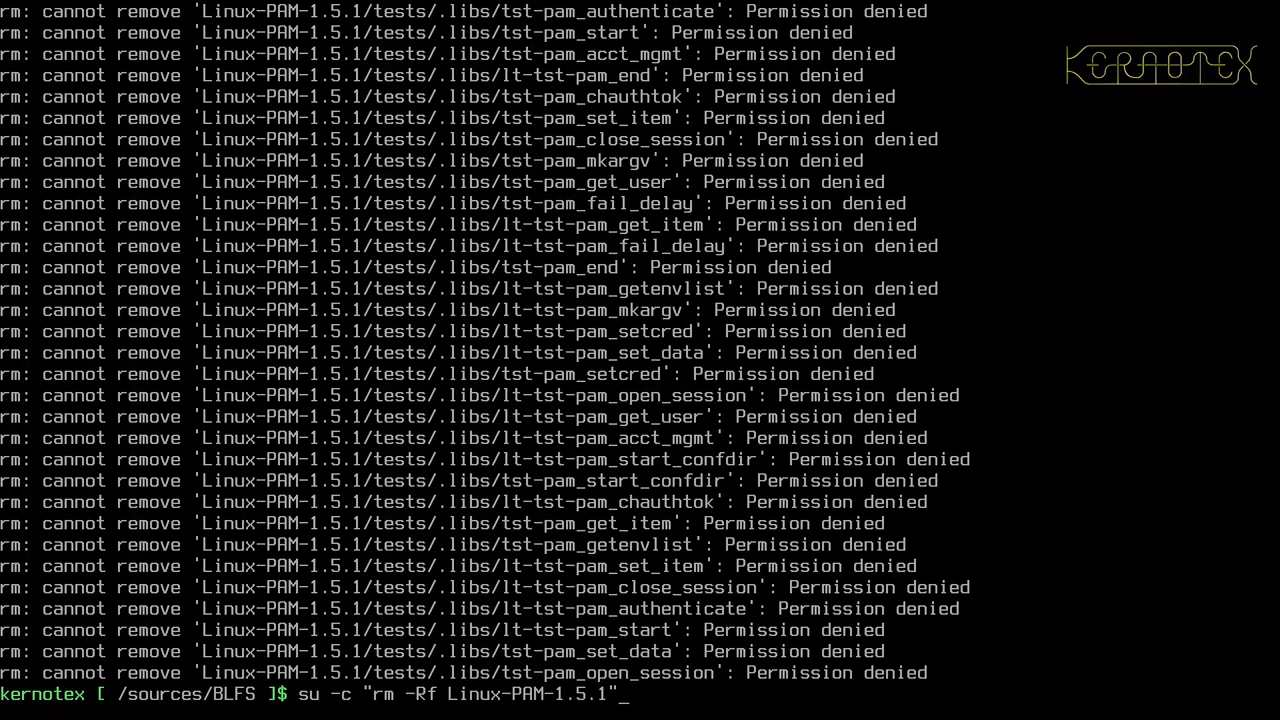 rm: cannot remove 'Linux-PAM-1.5.1/tests/.libs/tst-pam_authenticate': Permission denied
rm: cannot remove 'Linux-PAM-1.5.1/tests/.libs/tst-pam_start': Permission denied
rm: cannot remove 'Linux-PAM-1.5.1/tests/.libs/tst-pam_acct_mgmt': Permission denied
rm: cannot remove 'Linux-PAM-1.5.1/tests/.libs/lt-tst-pam_end': Permission denied
rm: cannot remove 'Linux-PAM-1.5.1/tests/.libs/tst-pam_chauthtok': Permission denied
rm: cannot remove 'Linux-PAM-1.5.1/tests/.libs/tst-pam_set_item': Permission denied
rm: cannot remove 'Linux-PAM-1.5.1/tests/.libs/tst-pam_close_session': Permission denied
rm: cannot remove 'Linux-PAM-1.5.1/tests/.libs/tst-pam_mkargv': Permission denied
rm: cannot remove 'Linux-PAM-1.5.1/tests/.libs/tst-pam_get_user': Permission denied
rm: cannot remove 'Linux-PAM-1.5.1/tests/.libs/tst-pam_fail_delay': Permission denied
rm: cannot remove 'Linux-PAM-1.5.1/tests/.libs/lt-tst-pam_get_item': Permission denied
rm: cannot remove 'Linux-PAM-1.5.1/tests/.libs/lt-tst-pam_fail_delay': Permission denied
rm: cannot remove 'Linux-PAM-1.5.1/tests/.libs/tst-pam_end': Permission denied
rm: cannot remove 'Linux-PAM-1.5.1/tests/.libs/lt-tst-pam_getenvlist': Permission denied
rm: cannot remove 'Linux-PAM-1.5.1/tests/.libs/lt-tst-pam_mkargv': Permission denied
rm: cannot remove 'Linux-PAM-1.5.1/tests/.libs/lt-tst-pam_setcred': Permission denied
rm: cannot remove 'Linux-PAM-1.5.1/tests/.libs/lt-tst-pam_set_data': Permission denied
rm: cannot remove 'Linux-PAM-1.5.1/tests/.libs/tst-pam_setcred': Permission denied
rm: cannot remove 'Linux-PAM-1.5.1/tests/.libs/lt-tst-pam_open_session': Permission denied
rm: cannot remove 'Linux-PAM-1.5.1/tests/.libs/lt-tst-pam_get_user': Permission denied
rm: cannot remove 'Linux-PAM-1.5.1/tests/.libs/lt-tst-pam_acct_mgmt': Permission denied
rm: cannot remove 'Linux-PAM-1.5.1/tests/.libs/lt-tst-pam_start_confdir': Permission denied
rm: cannot remove 'Linux-PAM-1.5.1/tests/.libs/tst-pam_start_confdir': Permission denied
rm: cannot remove 'Linux-PAM-1.5.1/tests/.libs/lt-tst-pam_chauthtok': Permission denied
rm: cannot remove 'Linux-PAM-1.5.1/tests/.libs/tst-pam_get_item': Permission denied
rm: cannot remove 'Linux-PAM-1.5.1/tests/.libs/tst-pam_getenvlist': Permission denied
rm: cannot remove 'Linux-PAM-1.5.1/tests/.libs/lt-tst-pam_set_item': Permission denied
rm: cannot remove 'Linux-PAM-1.5.1/tests/.libs/lt-tst-pam_close_session': Permission denied
rm: cannot remove 'Linux-PAM-1.5.1/tests/.libs/lt-tst-pam_authenticate': Permission denied
rm: cannot remove 'Linux-PAM-1.5.1/tests/.libs/lt-tst-pam_start': Permission denied
rm: cannot remove 'Linux-PAM-1.5.1/tests/.libs/tst-pam_set_data': Permission denied
rm: cannot remove 'Linux-PAM-1.5.1/tests/.libs/tst-pam_open_session': Permission denied
kernotex [ /sources/BLFS ]$ su -c "rm -Rf Linux-PAM-1.5.1"_
KERNOTEX